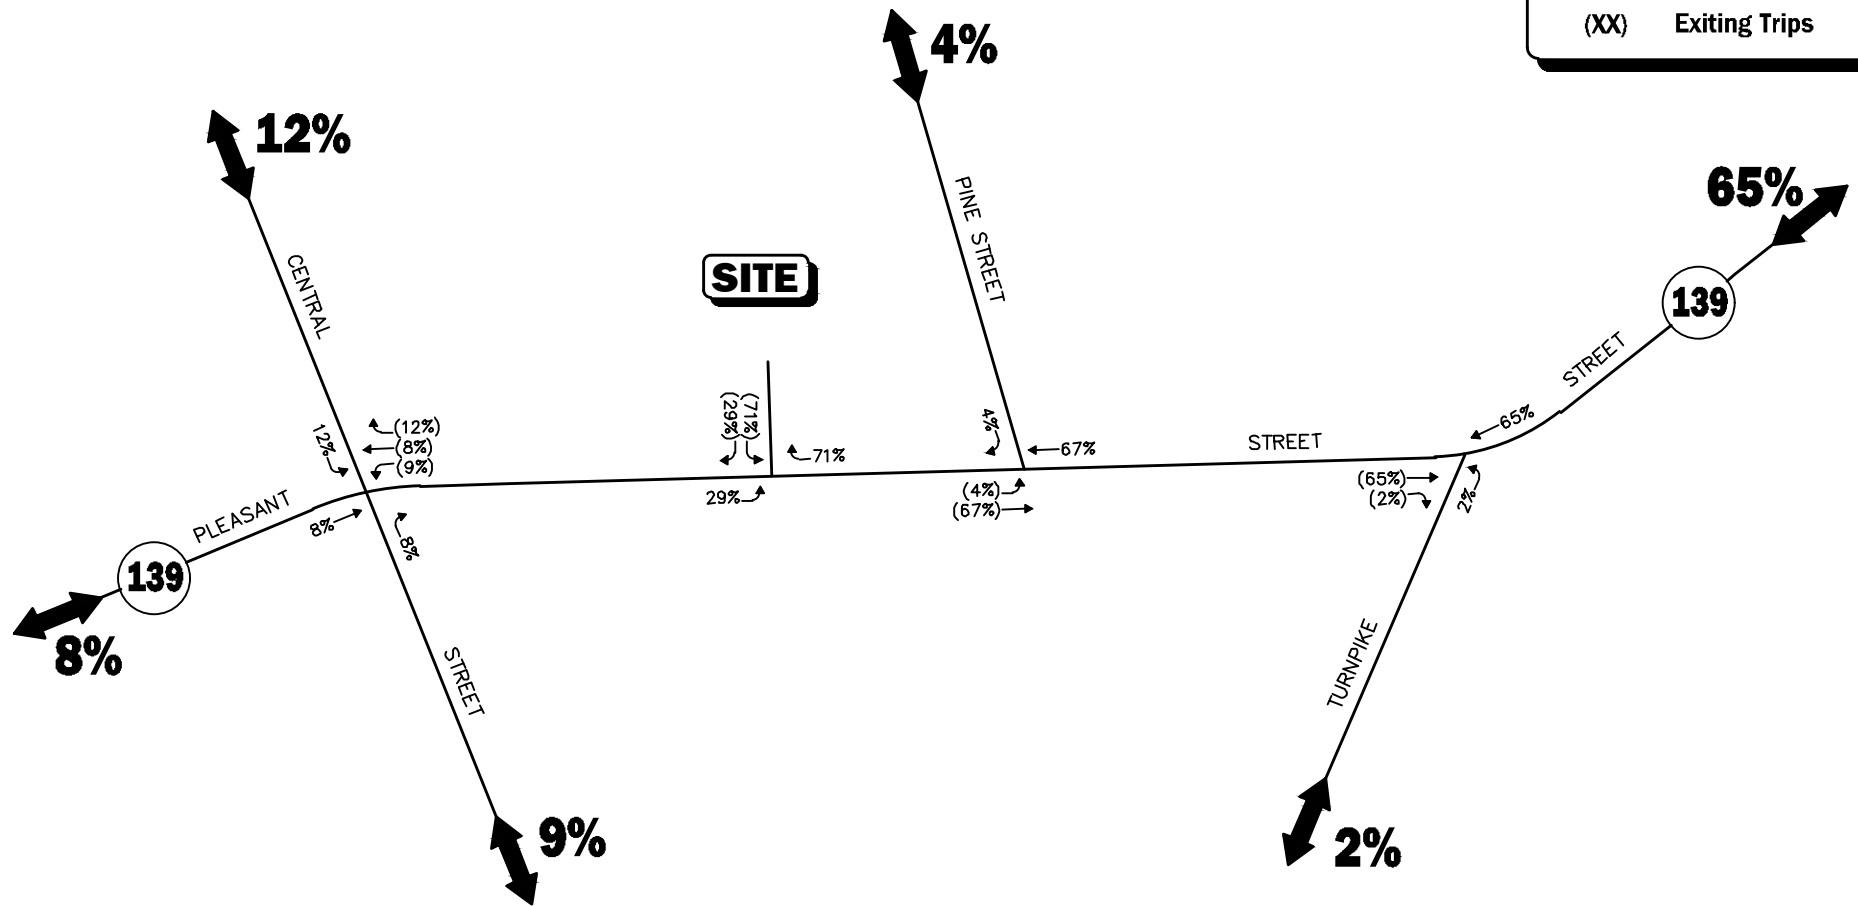 (XX) Exiting Trips
4%
12%
65%
PINE STREET
CENTRAL
SITE
139
STREET
(29%)
(71%)
4%
65%
12%
(12%)
(8%)
(9%)
71%
67%
STREET
29%
(4%)
(67%)
(65%)
(2%)
2%
PLEASANT
8%
8%
139
8%
STREET
TURNPIKE
9%
2%